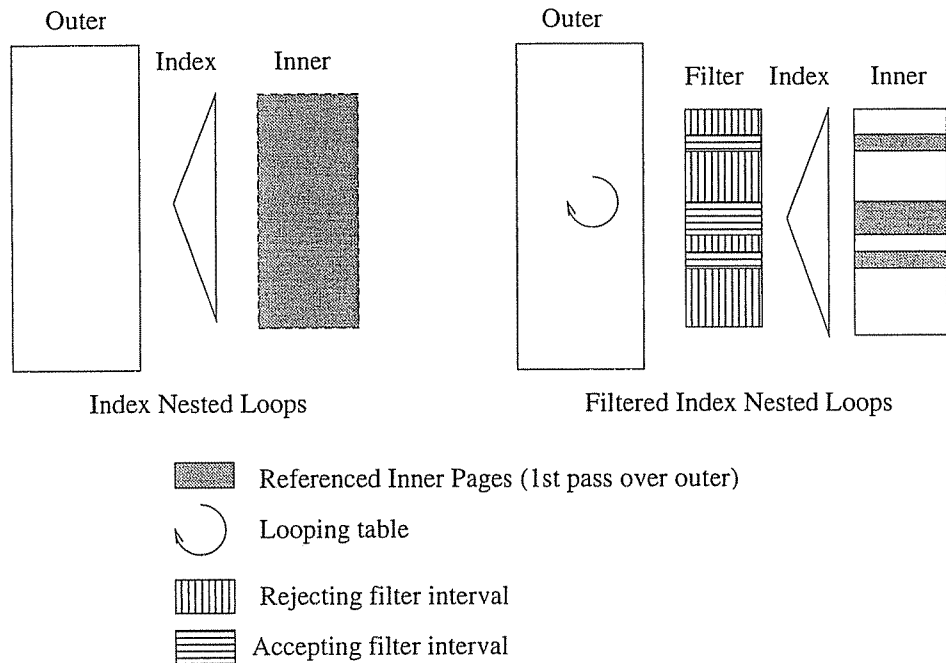 Outer
Index
Inner
Index Nested Loops
Outer
Filter
Index
Inner
Filtered Index Nested Loops
Referenced Inner Pages (1st pass over outer)
Looping table
Rejecting filter interval
Accepting filter interval